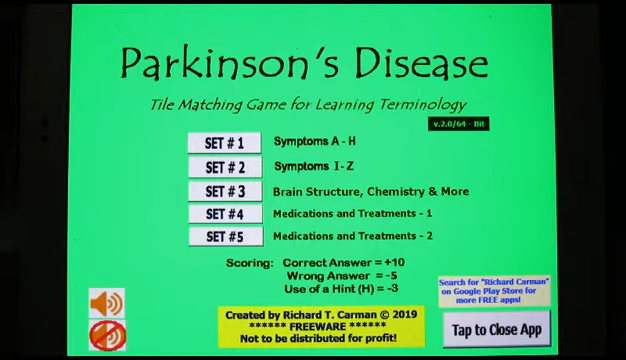 Parkinson's Disease
Tile Matching Game for Learning Terminology
v.2.0/64 - Bit
SET # 1 Symptoms A - H
SET # 2 Symptoms I - Z
SET # 3 Brain Structure, Chemistry & More
SET #4 Medications and Treatments - 1
SET #5 Medications and Treatments - 2
Scoring: Correct Answer = +10
Wrong Answer = -5
Use of a Hint (H) = -3
Search for "Richard Carman"
on Google Play Store for
more FREE apps!
Created by Richard T. Carman © 2019
****** FREEWARE ******
Not to be distributed for profit!
Tap to Close App